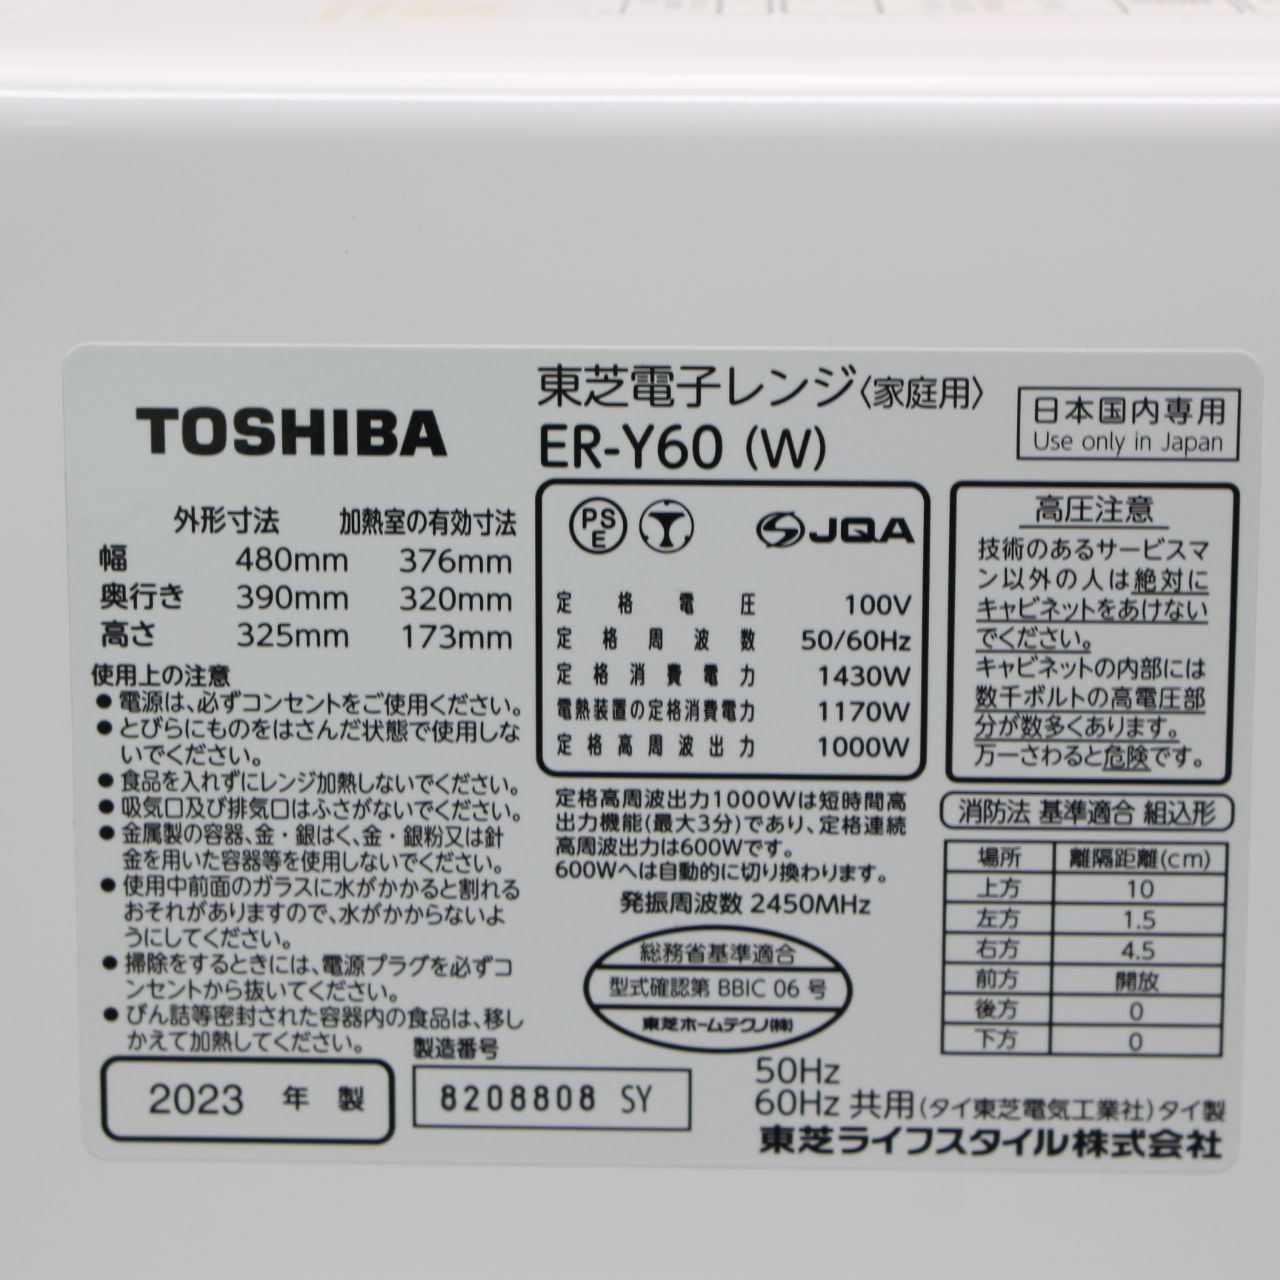 TOSHIBA
東芝電子レンジ〈家庭用〉
ER-Y60 (W)
日本国内専用
Use only in Japan
外形寸法 加熱室の有効寸法
幅 480mm 376mm
奥行き 390mm 320mm
高さ 325mm 173mm
使用上の注意
●電源は、必ずコンセントをご使用ください。
●とびらにものをはさんだ状態で使用しな
いでください。
●食品を入れずにレンジ加熱しないでください。
●吸気口及び排気口はふさがないでください。
●金属製の容器、金・銀はく、金・銀粉又は針
金を用いた容器等を使用しないでください。
●使用中前面のガラスに水がかかると割れる
おそれがありますので、水がかからないよ
うにしてください。
●掃除をするときには、電源プラグを必ずコ
ンセントから抜いてください。
●びん詰等密封された容器内の食品は、移し
かえて加熱してください。
2023 年 製
製造番号
8208808 SY
PS
E
JQA
定格電圧 100V
定格周波数 50/60Hz
定格消費電力 1430W
電熱装置の定格消費電力 1170W
定格高周波出力 1000W
定格高周波出力1000Wは短時間高
出力機能(最大3分)であり、定格連続
高周波出力は600Wです。
600Wへは自動的に切り換わります。
発振周波数 2450MHz
総務省基準適合
型式確認第 BBIC 06 号
東芝ホームテクノ(株)
高圧注意
技術のあるサービスマ
ン以外の人は絶対に
キャビネットをあけない
でください。
キャビネットの内部には
数千ボルトの高電圧部
分が数多くあります。
万一さわると危険です。
消防法 基準適合 組込形
場所 離隔距離(cm)
上方 10
左方 1.5
右方 4.5
前方 開放
後方 0
下方 0
50Hz
60Hz 共用(タイ東芝電気工業社)タイ製
東芝ライフスタイル株式会社